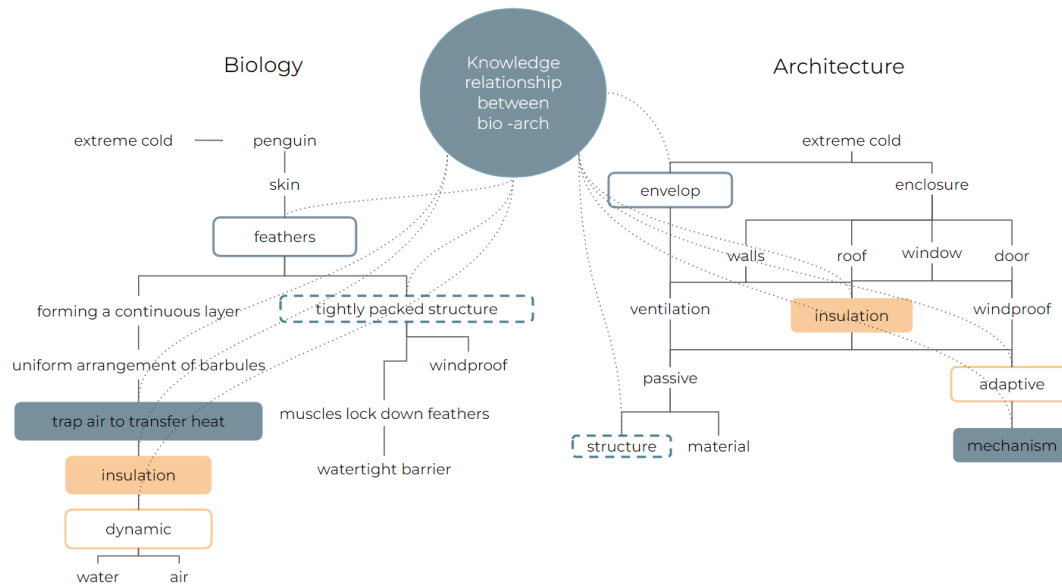 Biology
Knowledge
relationship
between
bio -arch
Architecture
extreme cold
penguin
skin
feathers
forming a continuous layer
tightly packed structure
uniform arrangement of barbules
windproof
trap air to transfer heat
muscles lock down feathers
insulation
watertight barrier
dynamic
water
air
extreme cold
envelop
enclosure
walls
roof
window
door
ventilation
insulation
windproof
passive
adaptive
structure
material
mechanism